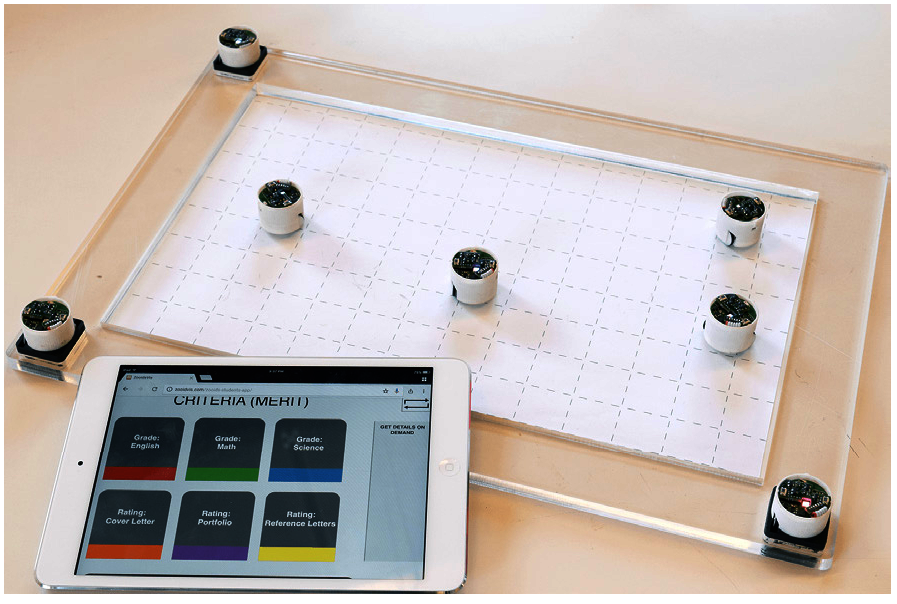 CRITERIA (MERIT)
GET DETAILS ON
DEMAND
Grade:
English
Grade:
Math
Grade:
Science
Rating:
Cover Letter
Rating:
Portfolio
Rating:
Reference Letters